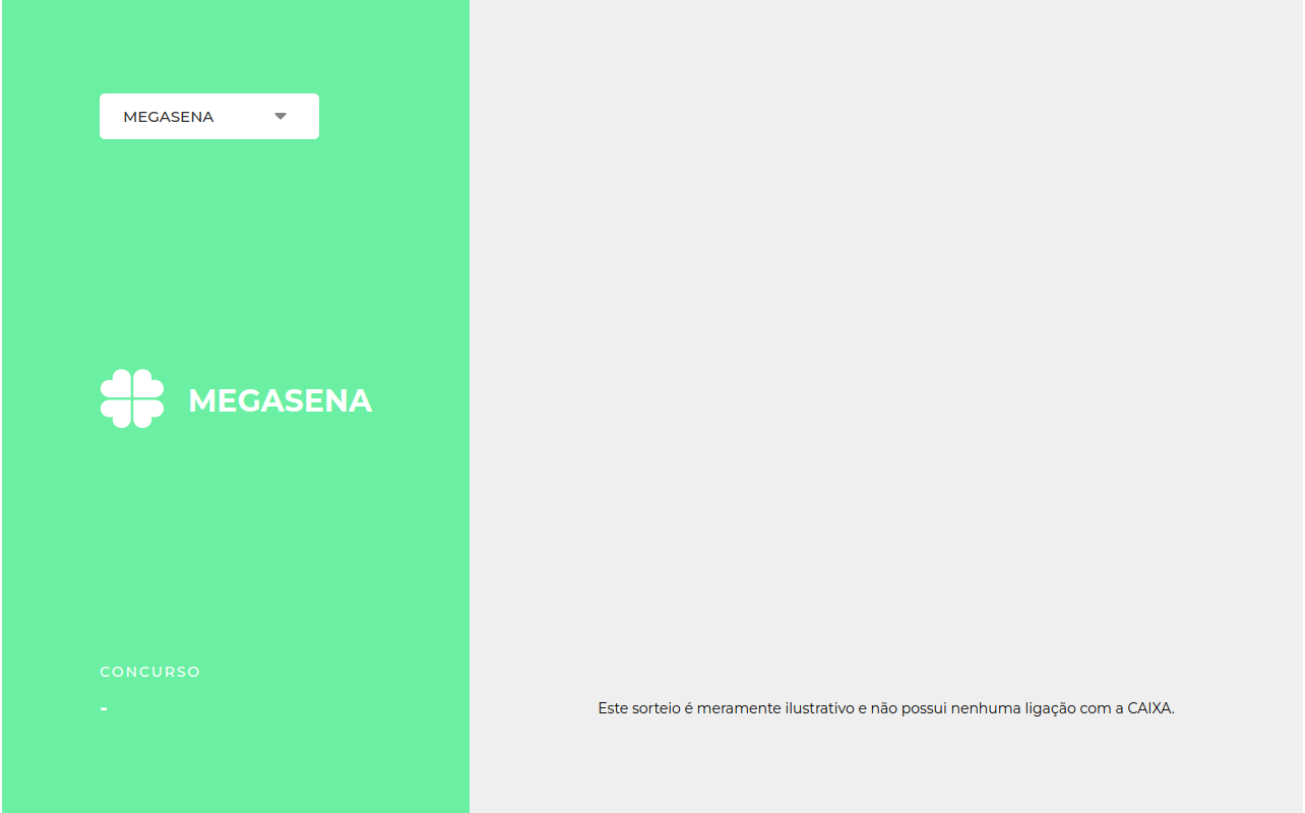 MEGASENA
MEGASENA
CONCURSO
-
Este sorteio é meramente ilustrativo e não possui nenhuma ligação com a CAIXA.